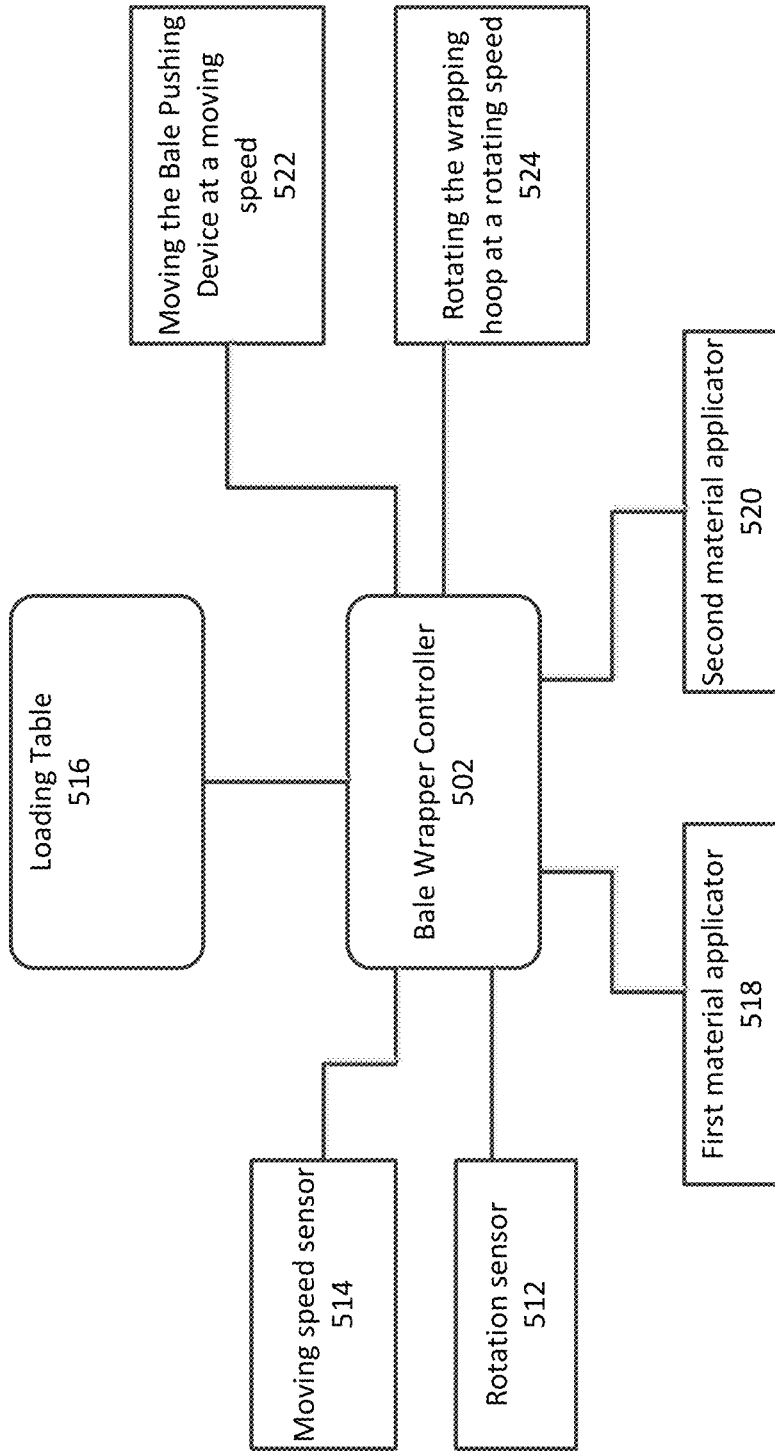 Loading Table
516
Moving the Bale Pushing
Device at a moving
speed
522
Moving speed sensor
514
Bale Wrapper Controller
502
Rotating the wrapping
hoop at a rotating speed
524
Rotation sensor
512
First material applicator
518
Second material applicator
520